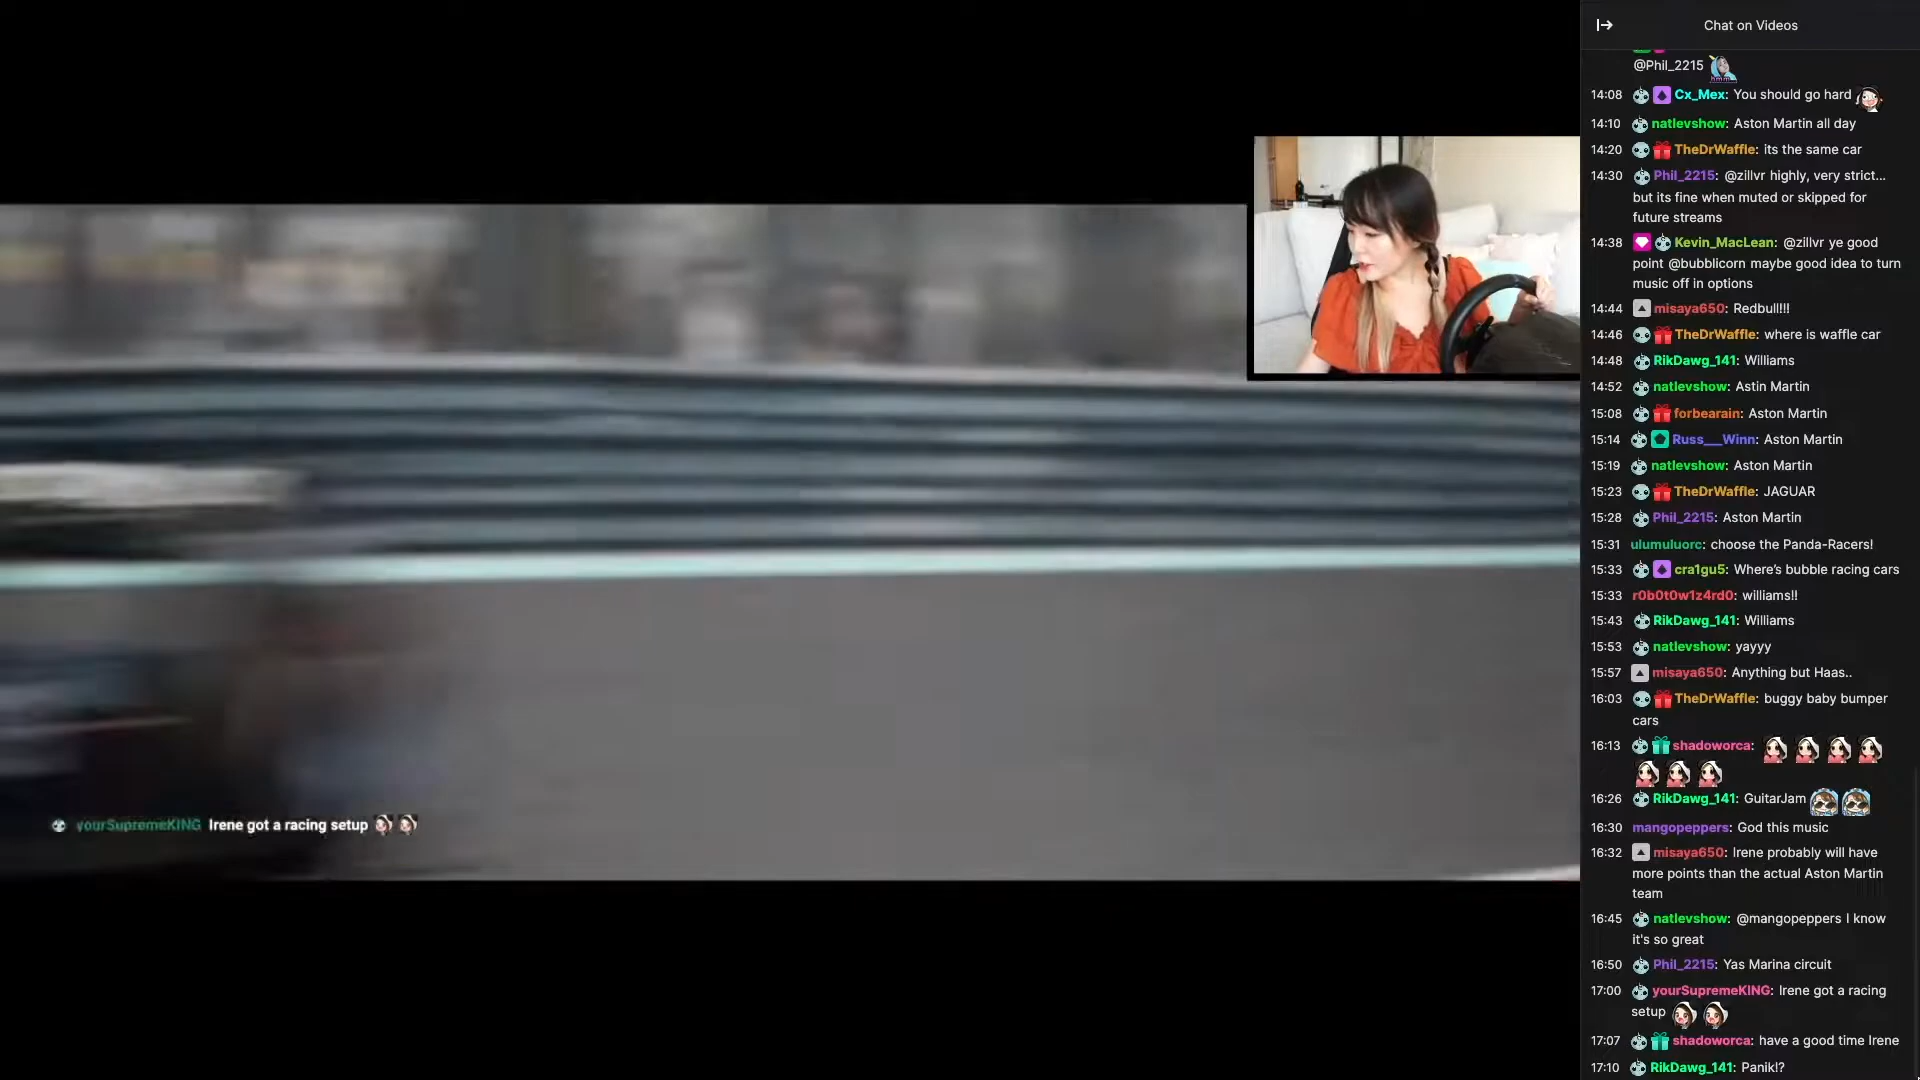 Chat on Videos
@Phil_2215
14:08 Cx_Mex: You should go hard
14:10 natlevshow: Aston Martin all day
14:20 TheDrWaffle: its the same car
14:30 Phil_2215: @zillvr highly, very strict...
but its fine when muted or skipped for
future streams
14:38 Kevin_MacLean: @zillvr ye good
point @bubblicorn maybe good idea to turn
music off in options
14:44 misaya650: Redbull!!!
14:46 TheDrWaffle: where is waffle car
14:48 RikDawg_141: Williams
14:52 natlevshow: Astin Martin
15:08 forbearain: Aston Martin
15:14 Russ___Winn: Aston Martin
15:19 natlevshow: Aston Martin
15:23 TheDrWaffle: JAGUAR
15:28 Phil_2215: Aston Martin
15:31 ulumuluorc: choose the Panda-Racers!
15:33 cra1gu5: Where's bubble racing cars
15:33 r0b0t0w1z4rd0: williams!!
15:43 RikDawg_141: Williams
15:53 natlevshow: yayyy
15:57 misaya650: Anything but Haas..
16:03 TheDrWaffle: buggy baby bumper
cars
16:13 shadoworca:
16:26 RikDawg_141: GuitarJam
16:30 mangopeppers: God this music
16:32 misaya650: Irene probably will have
more points than the actual Aston Martin
team
16:45 natlevshow: @mangopeppers I know
it's so great
16:50 Phil_2215: Yas Marina circuit
17:00 yourSupremeKING: Irene got a racing
setup
17:07 shadoworca: have a good time Irene
17:10 RikDawg_141: Panik!?
yourSupremeKING Irene got a racing setup